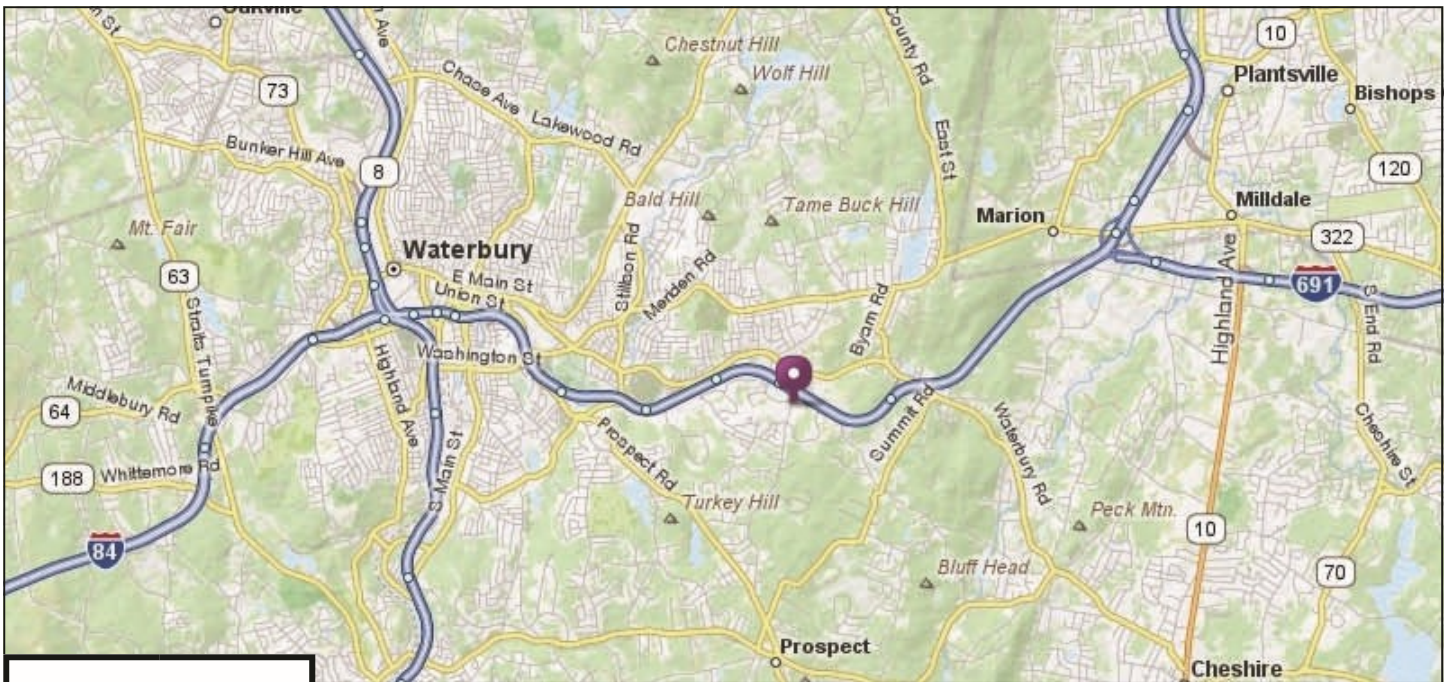 Oakville
10
Chestnut Hill
County Rd
Wolf Hill
Plantsville
73
Chase Ave
Bishops
Lakewood Rd
Bunker Hill Ave
East St
8
120
Bald Hill
Tame Buck Hill
Milldale
Marion
Mt. Fair
322
Waterbury
63
E Main St
Stillson Rd
Meriden Rd
Highland Ave
691
Union St
Byam Rd
S End Rd
Straits Turnpike
Washington St
Highland Ave
Middlebury Rd
64
Summit Rd
Waterbury Rd
Cheshire St
Prospect Rd
S Main St
188
Whittemore Rd
Turkey Hill
Peck Mtn.
10
84
Bluff Head
70
Prospect
Cheshire